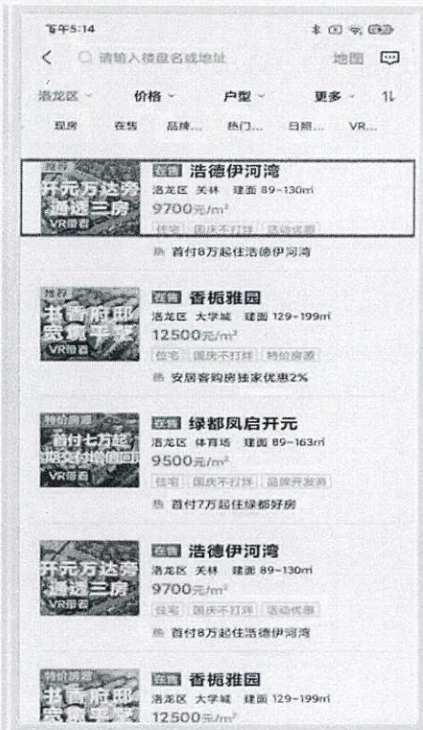 下午5:14
请输入楼盘名或地址
地图
洛龙区 价格 户型 更多
现房 在售 品牌... 热门... 日照... VR...
推荐
开元万达旁
通透三房
VR带看
在售 浩德伊河湾
洛龙区 关林 建面 89-130㎡
9700元/m²
住宅 国庆不打烊 活动优惠
热 首付8万起住浩德伊河湾
推荐
书香府邸
宽境平墅
VR带看
在售 香栀雅园
洛龙区 大学城 建面 129-199㎡
12500元/m²
住宅 国庆不打烊 特价房源
热 安居客购房独家优惠2%
特价房源
首付七万起
VR带看
在售 绿都凤启开元
洛龙区 体育场 建面 89-163㎡
9500元/m²
住宅 国庆不打烊 品牌开发商
热 首付7万起住绿都好房
开元万达旁
通透三房
VR带看
在售 浩德伊河湾
洛龙区 关林 建面 89-130㎡
9700元/m²
住宅 国庆不打烊 活动优惠
热 首付8万起住浩德伊河湾
特价房源
书香府邸
在售 香栀雅园
洛龙区 大学城 建面 129-199㎡
12500元/m²